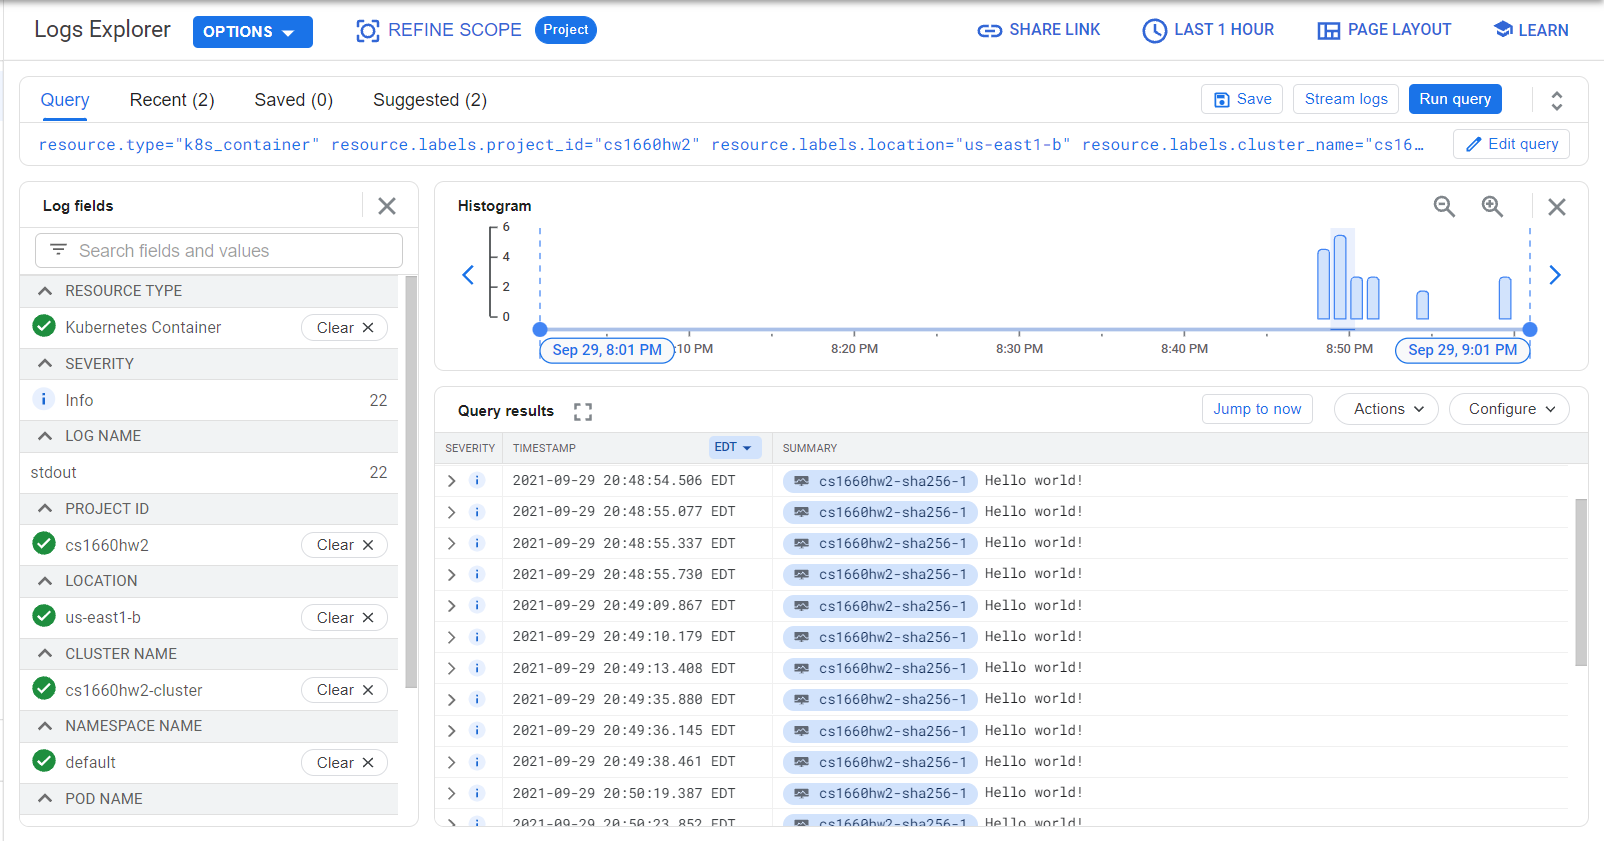 Logs Explorer OPTIONS REFINE SCOPE Project SHARE LINK LAST 1 HOUR PAGE LAYOUT LEARN
Query Recent (2) Saved (0) Suggested (2) Save Stream logs Run query
resource.type="k8s_container" resource.labels.project_id="cs1660hw2" resource.labels.location="us-east1-b" resource.labels.cluster_name="cs16... Edit query
Log fields
Search fields and values
RESOURCE TYPE
Kubernetes Container Clear
SEVERITY
Info 22
LOG NAME
stdout 22
PROJECT ID
cs1660hw2 Clear
LOCATION
us-east1-b Clear
CLUSTER NAME
cs1660hw2-cluster Clear
NAMESPACE NAME
default Clear
POD NAME
Histogram
6
4
2
0
Sep 29, 8:01 PM :10 PM 8:20 PM 8:30 PM 8:40 PM 8:50 PM Sep 29, 9:01 PM
Query results Jump to now Actions Configure
SEVERITY TIMESTAMP EDT SUMMARY
i 2021-09-29 20:48:54.506 EDT cs1660hw2-sha256-1 Hello world!
i 2021-09-29 20:48:55.077 EDT cs1660hw2-sha256-1 Hello world!
i 2021-09-29 20:48:55.337 EDT cs1660hw2-sha256-1 Hello world!
i 2021-09-29 20:48:55.730 EDT cs1660hw2-sha256-1 Hello world!
i 2021-09-29 20:49:09.867 EDT cs1660hw2-sha256-1 Hello world!
i 2021-09-29 20:49:10.179 EDT cs1660hw2-sha256-1 Hello world!
i 2021-09-29 20:49:13.408 EDT cs1660hw2-sha256-1 Hello world!
i 2021-09-29 20:49:35.880 EDT cs1660hw2-sha256-1 Hello world!
i 2021-09-29 20:49:36.145 EDT cs1660hw2-sha256-1 Hello world!
i 2021-09-29 20:49:38.461 EDT cs1660hw2-sha256-1 Hello world!
i 2021-09-29 20:50:19.387 EDT cs1660hw2-sha256-1 Hello world!
i 2021-09-29 20:50:23.852 EDT cs1660hw2-sha256-1 Hello world!